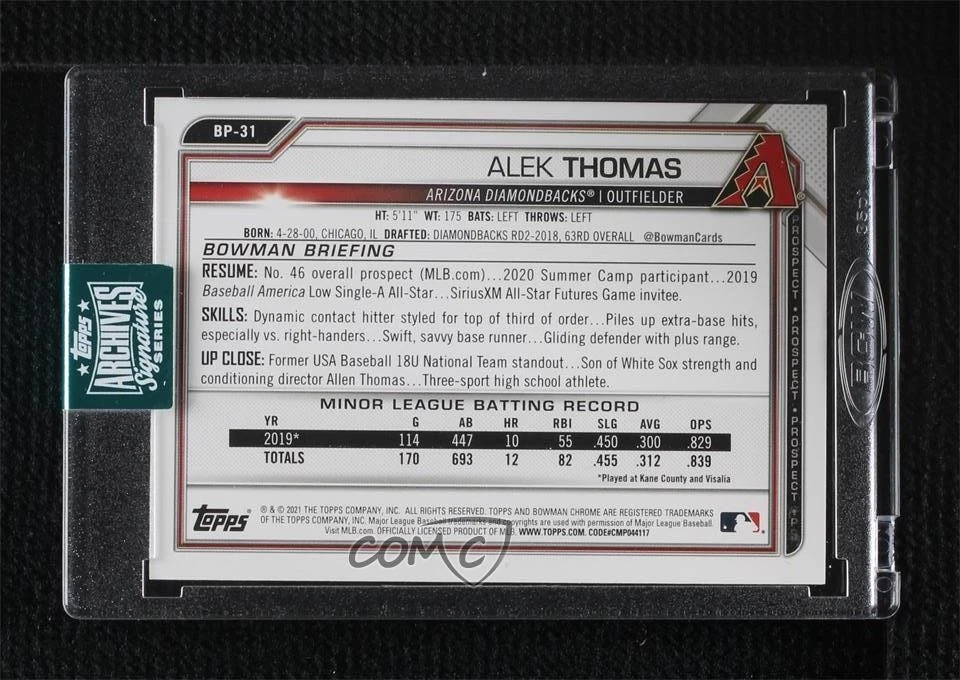 BP-31
ALEK THOMAS
ARIZONA DIAMONDBACKS® | OUTFIELDER
HT: 5'11" WT: 175 BATS: LEFT THROWS: LEFT
BORN: 4-28-00, CHICAGO, IL DRAFTED: DIAMONDBACKS RD2-2018, 63RD OVERALL @BowmanCards
BOWMAN BRIEFING
RESUME: No. 46 overall prospect (MLB.com)...2020 Summer Camp participant...2019
Baseball America Low Single-A All-Star...SiriusXM All-Star Futures Game invitee.
SKILLS: Dynamic contact hitter styled for top of third of order...Piles up extra-base hits,
especially vs. right-handers...Swift, savvy base runner...Gliding defender with plus range.
UP CLOSE: Former USA Baseball 18U National Team standout...Son of White Sox strength and
conditioning director Allen Thomas...Three-sport high school athlete.
MINOR LEAGUE BATTING RECORD
YR G AB HR RBI SLG AVG OPS
2019* 114 447 10 55 .450 .300 .829
TOTALS 170 693 12 82 .455 .312 .839
*Played at Kane County and Visalia
Topps
® & © 2021 THE TOPPS COMPANY, INC. ALL RIGHTS RESERVED. TOPPS AND BOWMAN CHROME ARE REGISTERED TRADEMARKS
OF THE TOPPS COMPANY, INC. Major League Baseball trademarks and copyrights are used with permission of Major League Baseball.
Visit MLB.com. OFFICIALLY LICENSED PRODUCT OF MLB. WWW.TOPPS.COM. CODE#CMP044117
PROSPECT • PROSPECT • PROSPECT • PROSPECT
Topps
ARCHIVES
Signature
SERIES
COMC